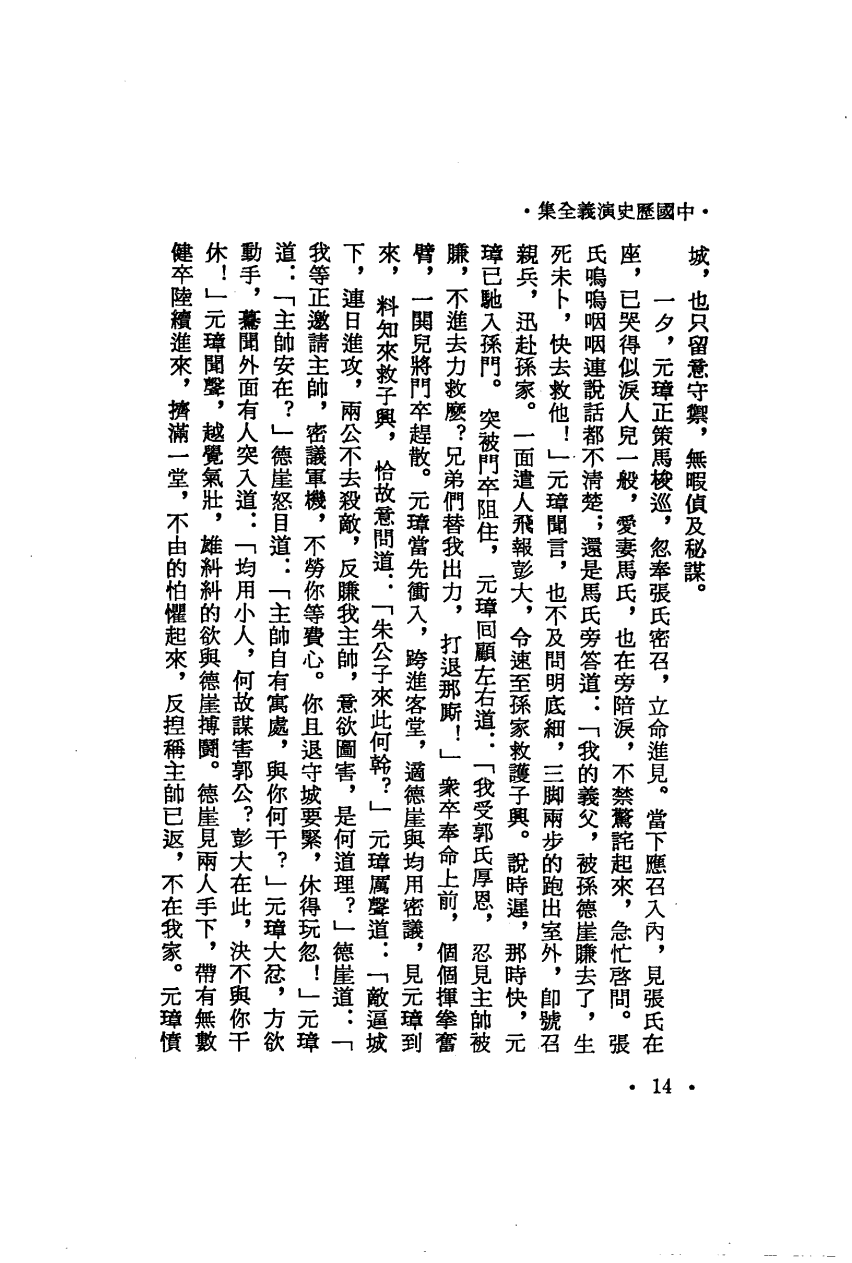 •中國歷史演義全集•
城，也只留意守禦，無暇偵及秘謀。
一夕，元璋正策馬梭巡，忽奉張氏密召，立命進見。當下應召入內，見張氏在
座，已哭得似淚人兒一般，愛妻馬氏，也在旁陪淚，不禁驚詫起來，急忙啓問。張
氏嗚嗚咽咽連說話都不清楚；還是馬氏旁答道：「我的義父，被孫德崖賺去了，生
死未卜，快去救他！」元璋聞言，也不及問明底細，三脚兩步的跑出室外，卽號召
親兵，迅赴孫家。一面遣人飛報彭大，令速至孫家救護子興。說時遲，那時快，元
璋已馳入孫門。突被門卒阻住，元璋回顧左右道：「我受郭氏厚恩，忍見主帥被
賺，不進去力救麽？兄弟們替我出力，打退那廝！」衆卒奉命上前，個個揮拳奮
臂，一鬨兒將門卒趕散。元璋當先衝入，跨進客堂，適德崖與均用密議，見元璋到
來，料知來救子興，恰故意問道：「朱公子來此何幹？」元璋厲聲道：「敵逼城
下，連日進攻，兩公不去殺敵，反賺我主帥，意欲圖害，是何道理？」德崖道：「
我等正邀請主帥，密議軍機，不勞你等費心。你且退守城要緊，休得玩忽！」元璋
道：「主帥安在？」德崖怒目道：「主帥自有寓處，與你何干？」元璋大忿，方欲
動手，驀聞外面有人突入道：「均用小人，何故謀害郭公？彭大在此，決不與你干
休！」元璋聞聲，越覺氣壯，雄糾糾的欲與德崖搏鬭。德崖見兩人手下，帶有無數
健卒陸續進來，擠滿一堂，不由的怕懼起來，反揑稱主帥已返，不在我家。元璋憤
• 14 •